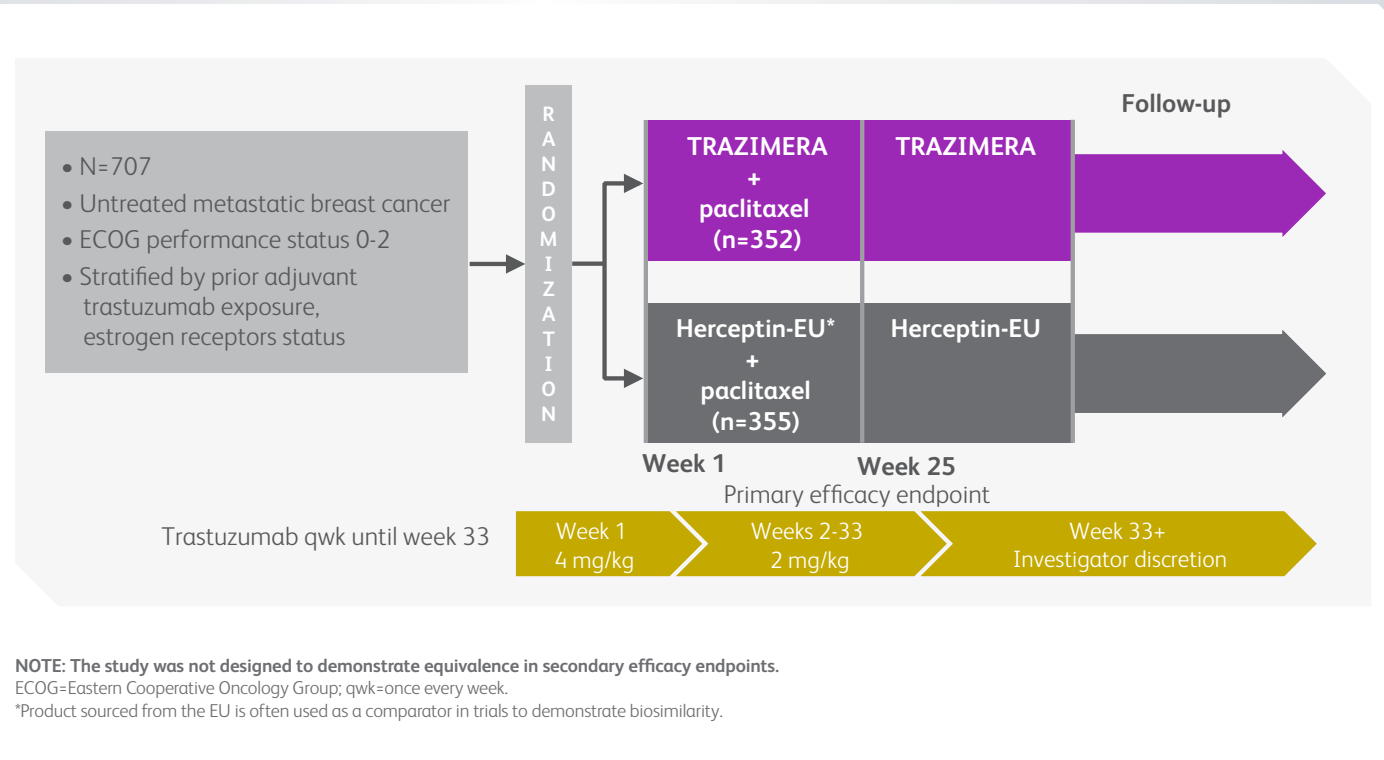 • N=707
• Untreated metastatic breast cancer
• ECOG performance status 0-2
• Stratified by prior adjuvant
trastuzumab exposure,
estrogen receptors status
RANDOMIZATION
TRAZIMERA
+
paclitaxel
(n=352)
TRAZIMERA
Follow-up
Herceptin-EU*
+
paclitaxel
(n=355)
Herceptin-EU
Week 1
Week 25
Primary efficacy endpoint
Trastuzumab qwk until week 33
Week 1
4 mg/kg
Weeks 2-33
2 mg/kg
Week 33+
Investigator discretion
NOTE: The study was not designed to demonstrate equivalence in secondary efficacy endpoints.
ECOG=Eastern Cooperative Oncology Group; qwk=once every week.
*Product sourced from the EU is often used as a comparator in trials to demonstrate biosimilarity.